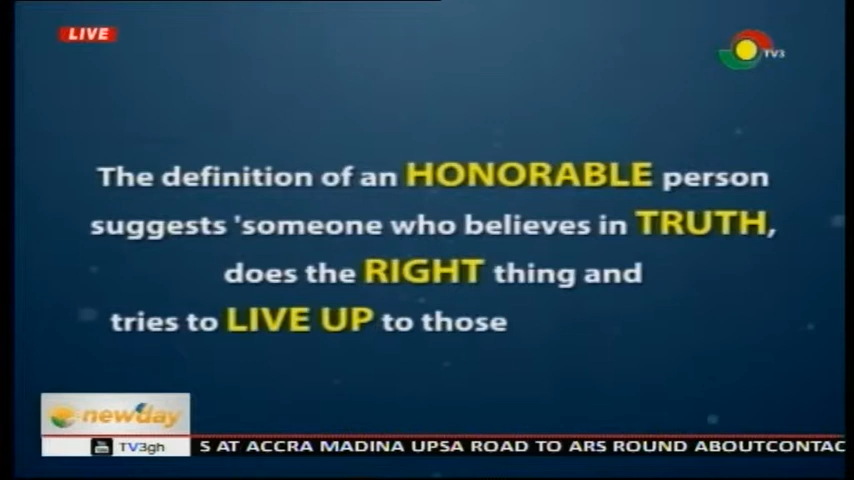 LIVE
TV3
The definition of an HONORABLE person
suggests 'someone who believes in TRUTH,
does the RIGHT thing and
tries to LIVE UP to those
newday
TV3gh
S AT ACCRA MADINA UPSA ROAD TO ARS ROUND ABOUTCONTAC